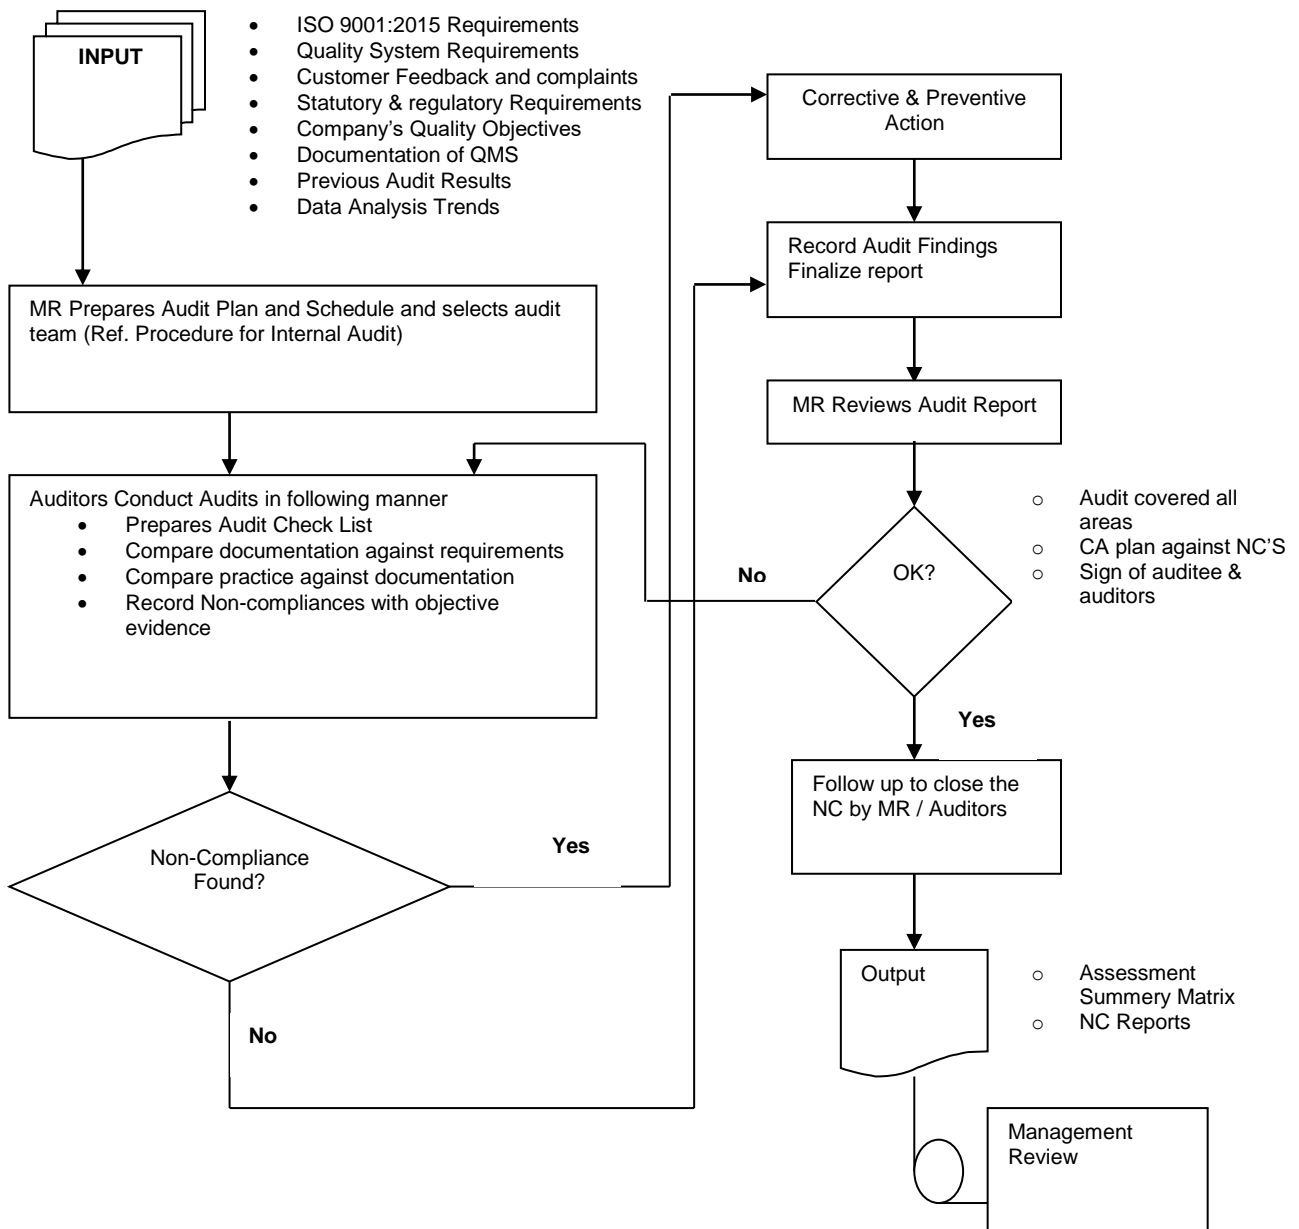 INPUT
• ISO 9001:2015 Requirements
• Quality System Requirements
• Customer Feedback and complaints
• Statutory & regulatory Requirements
• Company’s Quality Objectives
• Documentation of QMS
• Previous Audit Results
• Data Analysis Trends
MR Prepares Audit Plan and Schedule and selects audit
team (Ref. Procedure for Internal Audit)
Auditors Conduct Audits in following manner
• Prepares Audit Check List
• Compare documentation against requirements
• Compare practice against documentation
• Record Non-compliances with objective
evidence
Non-Compliance
Found?
Yes
No
Corrective & Preventive
Action
Record Audit Findings
Finalize report
MR Reviews Audit Report
OK?
No
Yes
o Audit covered all
areas
o CA plan against NC’S
o Sign of auditee &
auditors
Follow up to close the
NC by MR / Auditors
Output
o Assessment
Summery Matrix
o NC Reports
Management
Review